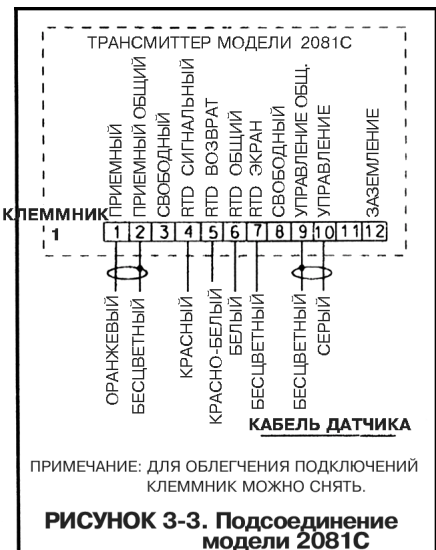 ТРАНСМИТТЕР МОДЕЛИ 2081С
ПРИЕМНЫЙ
ПРИЕМНЫЙ ОБЩИЙ
СВОБОДНЫЙ
RTD СИГНАЛЬНЫЙ
RTD ВОЗВРАТ
RTD ОБЩИЙ
RTD ЭКРАН
СВОБОДНЫЙ
УПРАВЛЕНИЕ ОБЩ.
УПРАВЛЕНИЕ
ЗАЗЕМЛЕНИЕ
КЛЕММНИК
1
1 2 3 4 5 6 7 8 9 10 11 12
ОРАНЖЕВЫЙ
БЕСЦВЕТНЫЙ
КРАСНЫЙ
КРАСНО-БЕЛЫЙ
БЕЛЫЙ
БЕСЦВЕТНЫЙ
БЕСЦВЕТНЫЙ
СЕРЫЙ
КАБЕЛЬ ДАТЧИКА
ПРИМЕЧАНИЕ: ДЛЯ ОБЛЕГЧЕНИЯ ПОДКЛЮЧЕНИЙ
КЛЕММНИК МОЖНО СНЯТЬ.
РИСУНОК 3-3. Подсоединение
модели 2081С